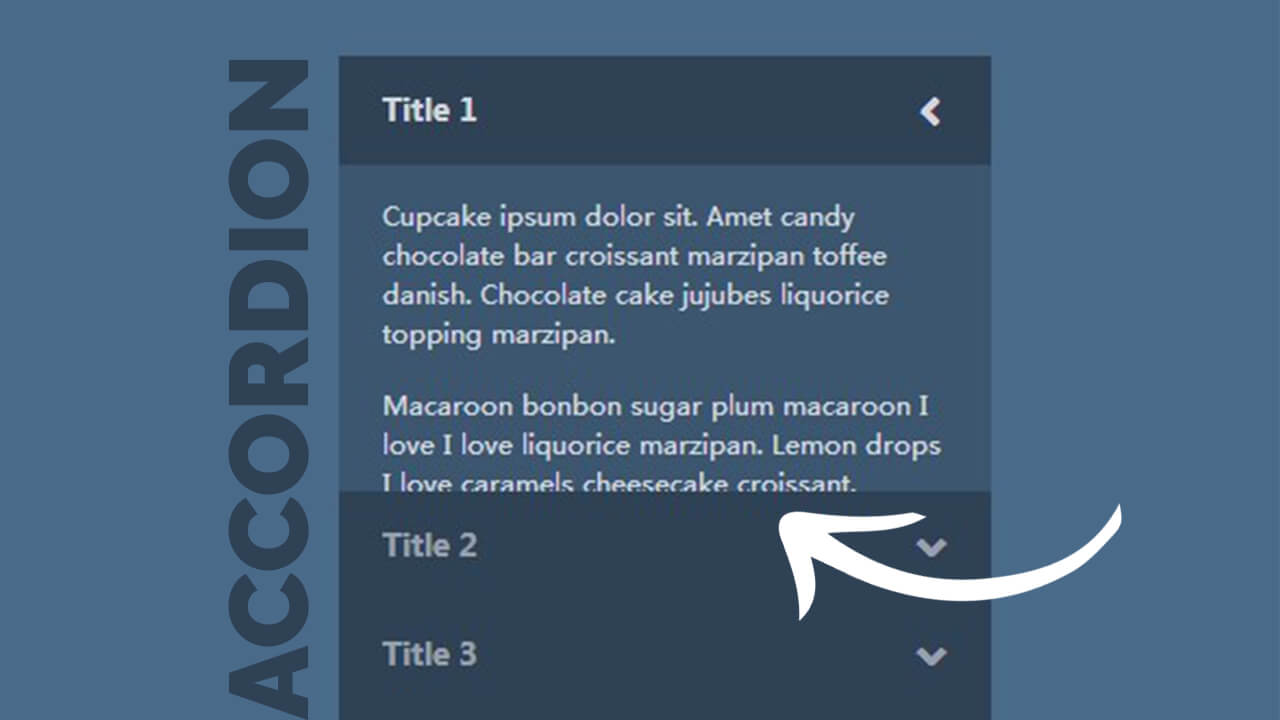 ACCORDION
Title 1
Cupcake ipsum dolor sit. Amet candy
chocolate bar croissant marzipan toffee
danish. Chocolate cake jujubes liquorice
topping marzipan.
Macaroon bonbon sugar plum macaroon I
love I love liquorice marzipan. Lemon drops
I love caramels cheesecake croissant.
Title 2
Title 3